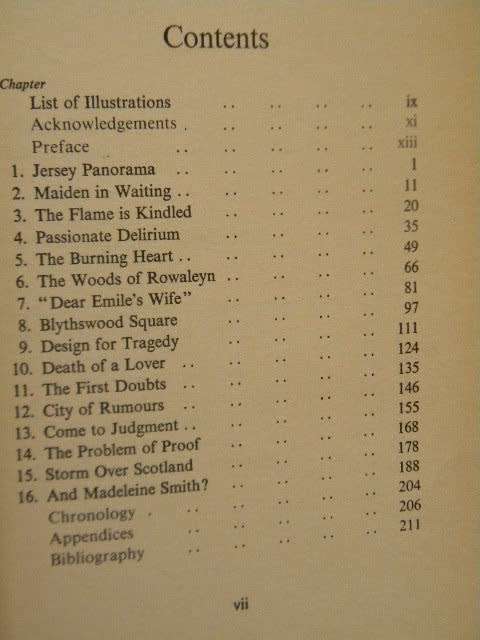 Contents
Chapter
List of Illustrations .. .. .. .. ix
Acknowledgements . .. .. .. .. xi
Preface .. .. .. .. .. xiii
1. Jersey Panorama .. .. .. .. 1
2. Maiden in Waiting .. .. .. .. .. 11
3. The Flame is Kindled .. .. .. .. 20
4. Passionate Delirium .. .. .. .. 35
5. The Burning Heart .. .. .. .. .. 49
6. The Woods of Rowaleyn .. .. .. .. 66
7. "Dear Emile's Wife" .. .. .. .. 81
8. Blythswood Square .. .. .. .. 97
9. Design for Tragedy .. .. .. .. 111
10. Death of a Lover .. .. .. .. .. 124
11. The First Doubts .. .. .. .. .. 135
12. City of Rumours .. .. .. .. .. 146
13. Come to Judgment .. .. .. .. .. 155
14. The Problem of Proof .. .. .. .. 168
15. Storm Over Scotland .. .. .. .. 178
16. And Madeleine Smith? .. .. .. .. 188
Chronology . .. .. .. .. .. 204
Appendices .. .. .. .. .. 206
Bibliography .. .. .. .. .. 211
vii